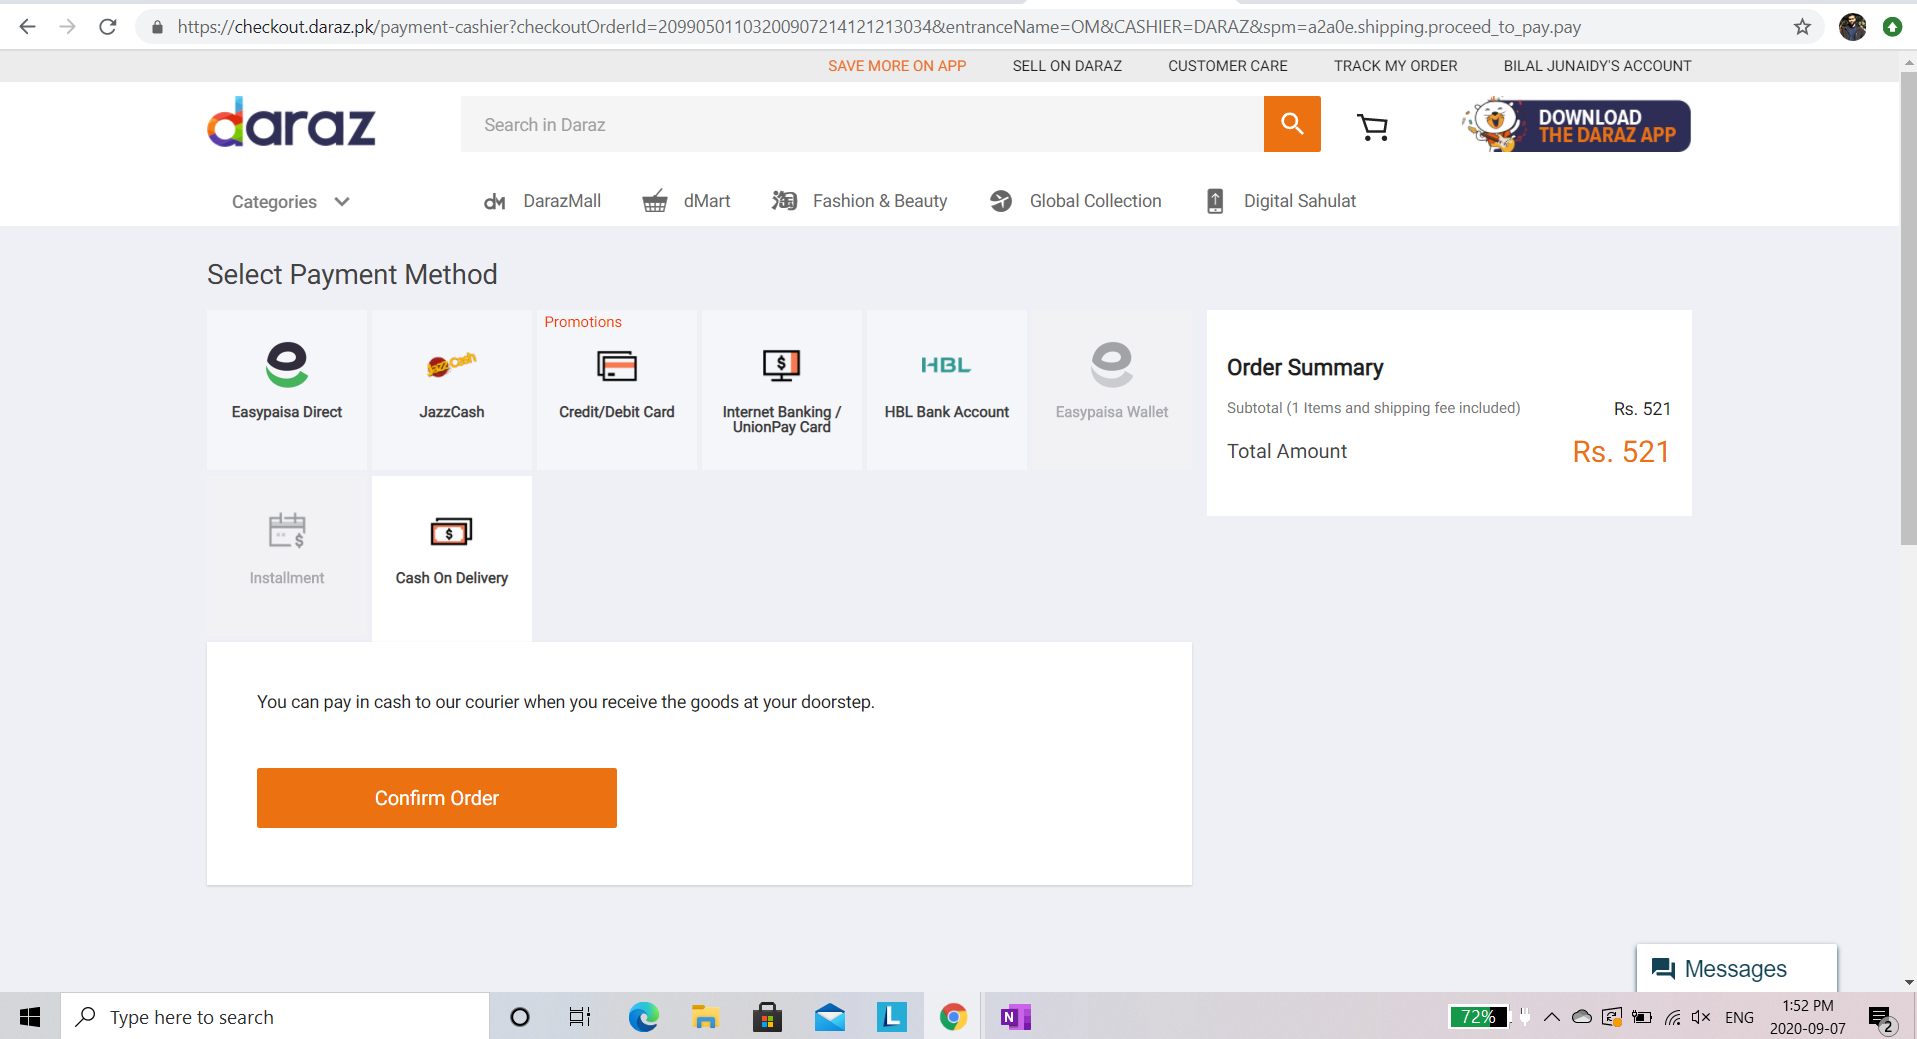 https://checkout.daraz.pk/payment-cashier?checkoutOrderId=209905011032009072141212130​34&entranceName=OM&CASHIER=DARAZ&spm=a2a0e.shipping.proceed_to_pay.pay
SAVE MORE ON APP SELL ON DARAZ CUSTOMER CARE TRACK MY ORDER BILAL JUNAIDY'S ACCOUNT
daraz Search in Daraz DOWNLOAD
THE DARAZ APP
Categories DarazMall dMart Fashion & Beauty Global Collection Digital Sahulat
Select Payment Method
Promotions
HBL
JazzCash
Easypaisa Direct JazzCash Credit/Debit Card Internet Banking / UnionPay Card HBL Bank Account Easypaisa Wallet
Order Summary
Subtotal (1 Items and shipping fee included) Rs. 521
Total Amount Rs. 521
Installment Cash On Delivery
You can pay in cash to our courier when you receive the goods at your doorstep.
Confirm Order
Messages
Type here to search
72% ENG 1:52 PM
2020-09-07 2